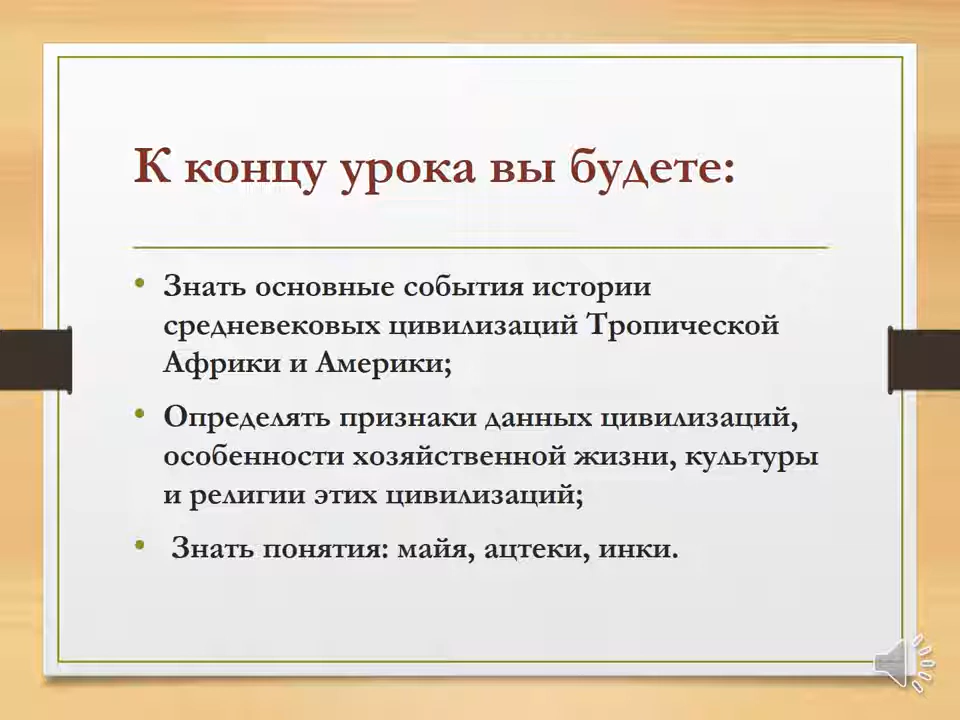 К концу урока вы будете:
• Знать основные события истории
средневековых цивилизаций Тропической
Африки и Америки;
• Определять признаки данных цивилизаций,
особенности хозяйственной жизни, культуры
и религии этих цивилизаций;
• Знать понятия: майя, ацтеки, инки.